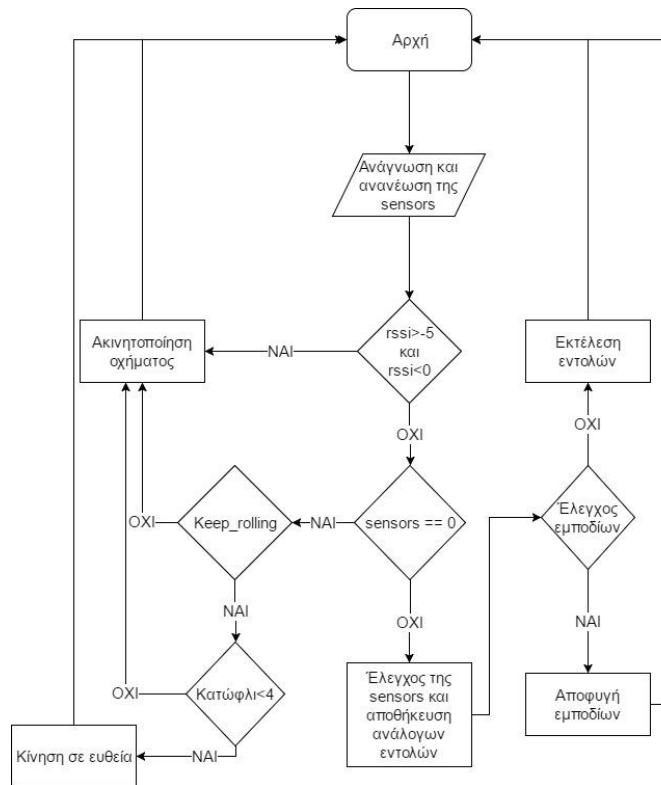 Αρχή
Ανάγνωση και
ανανέωση της
sensors
rssi>-5
και
rssi<0
ΝΑΙ
Ακινητοποίηση
οχήματος
Εκτέλεση
εντολών
ΟΧΙ
ΟΧΙ
sensors == 0
ΝΑΙ
Keep_rolling
ΟΧΙ
Έλεγχος
εμποδίων
ΝΑΙ
ΟΧΙ
ΝΑΙ
Κατώφλι<4
ΟΧΙ
Έλεγχος της
sensors και
αποθήκευση
ανάλογων
εντολών
Αποφυγή
εμποδίων
ΝΑΙ
Κίνηση σε ευθεία